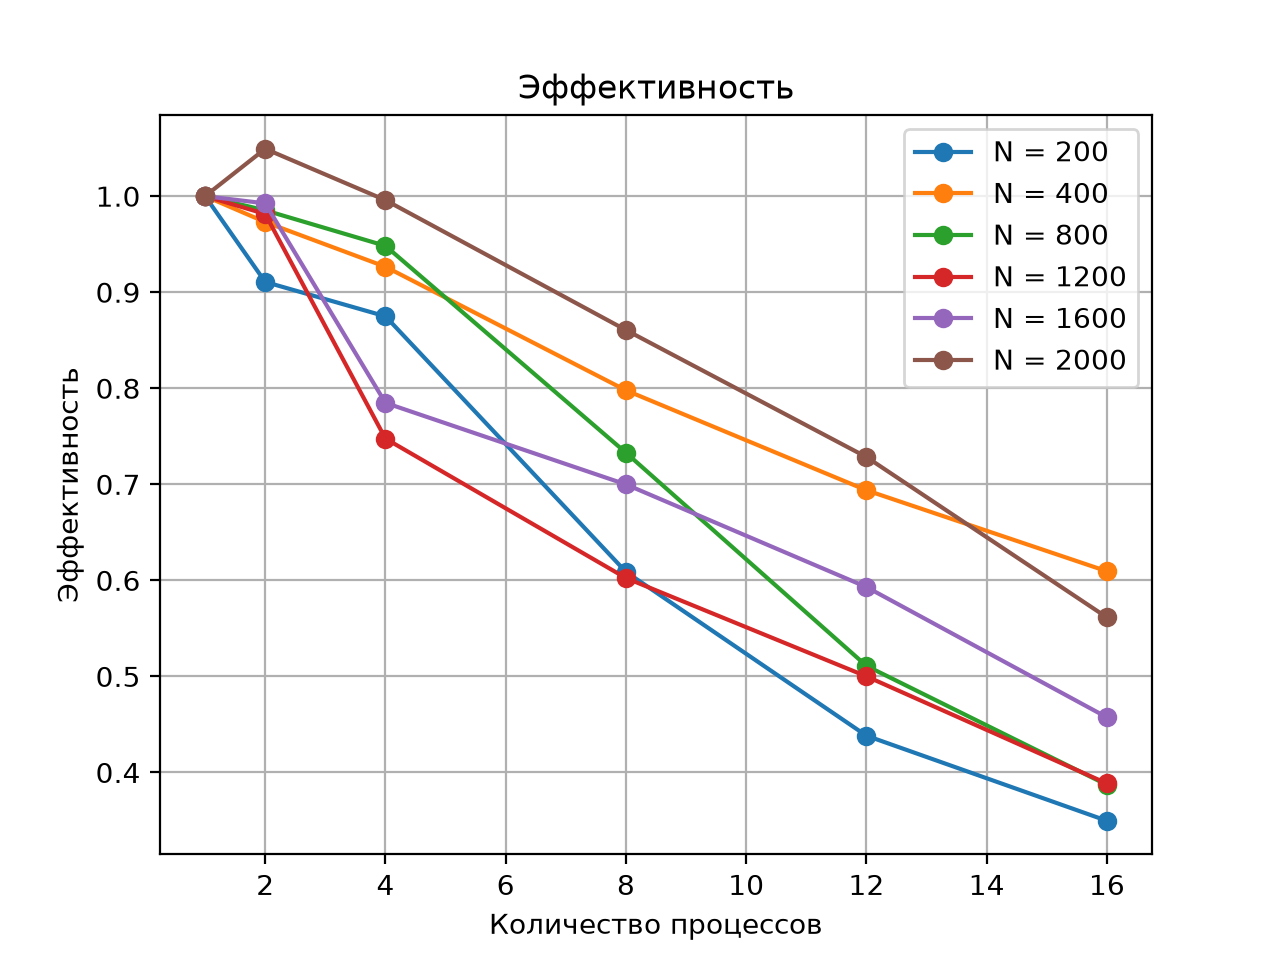 Эффективность
Эффективность
1.0
0.9
0.8
0.7
0.6
0.5
0.4
N = 200
N = 400
N = 800
N = 1200
N = 1600
N = 2000
2 4 6 8 10 12 14 16
Количество процессов